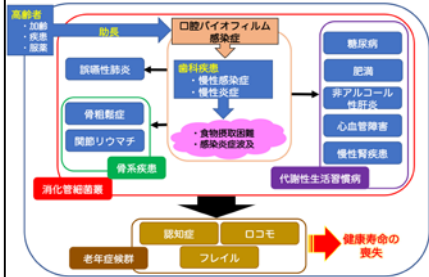 高齢者
・加齢
・疾患
・服薬
助長
口腔バイオフィルム
感染症
誤嚥性肺炎
歯科疾患
・慢性感染症
・慢性炎症
糖尿病
肥満
非アルコール
性肝炎
心血管障害
慢性腎疾患
代謝性生活習慣病
骨粗鬆症
関節リウマチ
骨系疾患
・食物摂取困難
・感染炎症波及
消化管細菌叢
認知症
ロコモ
フレイル
老年症候群
健康寿命の
喪失